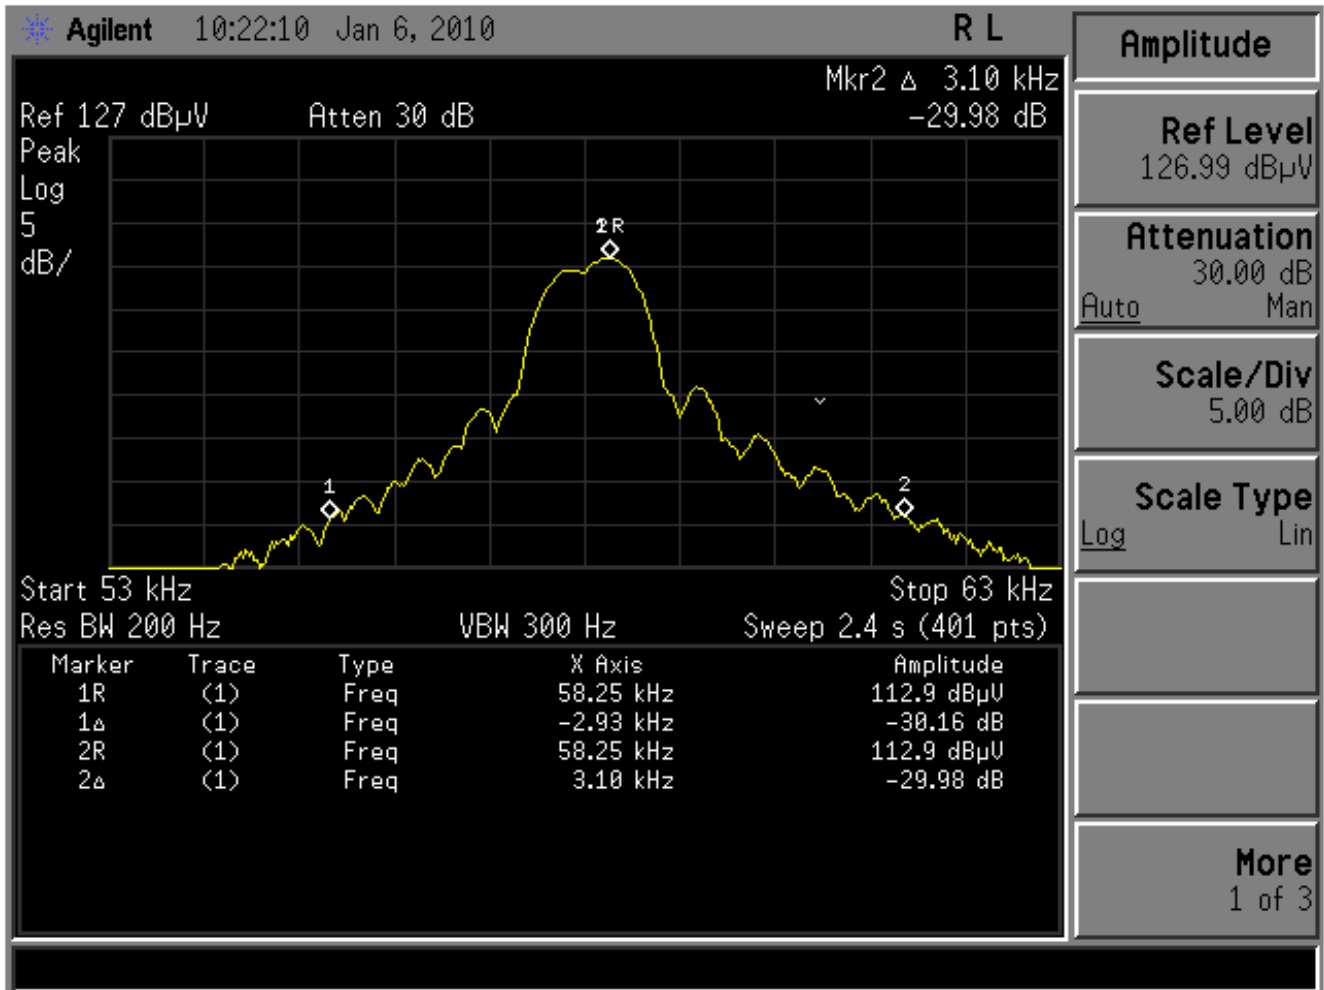 Agilent 10:22:10 Jan 6, 2010 R L
Mkr2 Δ 3.10 kHz
Ref 127 dBµV Atten 30 dB -29.98 dB
Peak
Log
5
dB/
1R
1
2
Start 53 kHz Stop 63 kHz
Res BW 200 Hz VBW 300 Hz Sweep 2.4 s (401 pts)
Marker Trace Type X Axis Amplitude
1R (1) Freq 58.25 kHz 112.9 dBµV
1Δ (1) Freq -2.93 kHz -30.16 dB
2R (1) Freq 58.25 kHz 112.9 dBµV
2Δ (1) Freq 3.10 kHz -29.98 dB
Amplitude
Ref Level
126.99 dBµV
Attenuation
30.00 dB
Auto Man
Scale/Div
5.00 dB
Scale Type
Log Lin
More
1 of 3